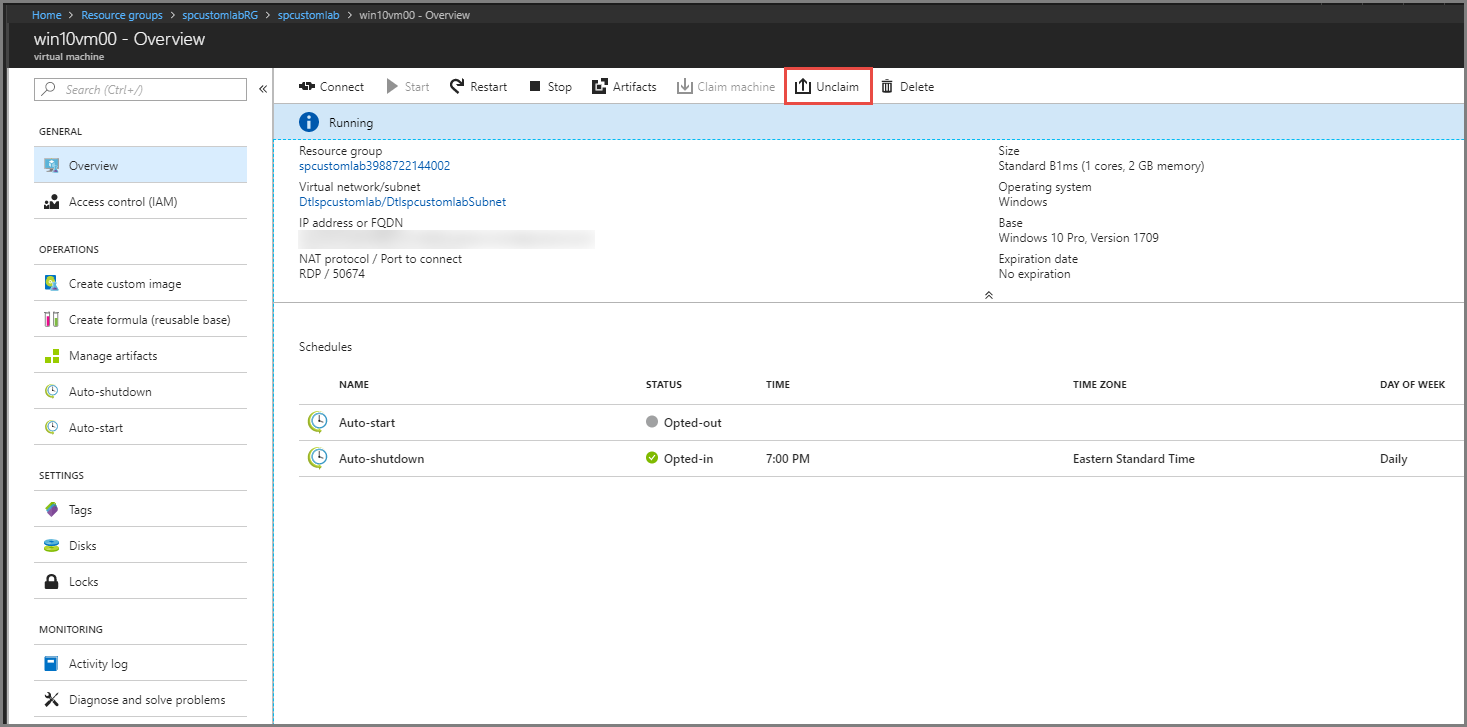 Home > Resource groups > spcustomlabRG > spcustomlab > win10vm00 - Overview
win10vm00 - Overview
virtual machine
Search (Ctrl+/)
«
GENERAL
Overview
Access control (IAM)
OPERATIONS
Create custom image
Create formula (reusable base)
Manage artifacts
Auto-shutdown
Auto-start
SETTINGS
Tags
Disks
Locks
MONITORING
Activity log
Diagnose and solve problems
Connect Start Restart Stop Artifacts Claim machine Unclaim Delete
Running
Resource group
spcustomlab3988722144002
Virtual network/subnet
Dtlspcustomlab/DtlspcustomlabSubnet
IP address or FQDN
NAT protocol / Port to connect
RDP / 50674
Size
Standard B1ms (1 cores, 2 GB memory)
Operating system
Windows
Base
Windows 10 Pro, Version 1709
Expiration date
No expiration
Schedules
NAME STATUS TIME TIME ZONE DAY OF WEEK
Auto-start Opted-out
Auto-shutdown Opted-in 7:00 PM Eastern Standard Time Daily